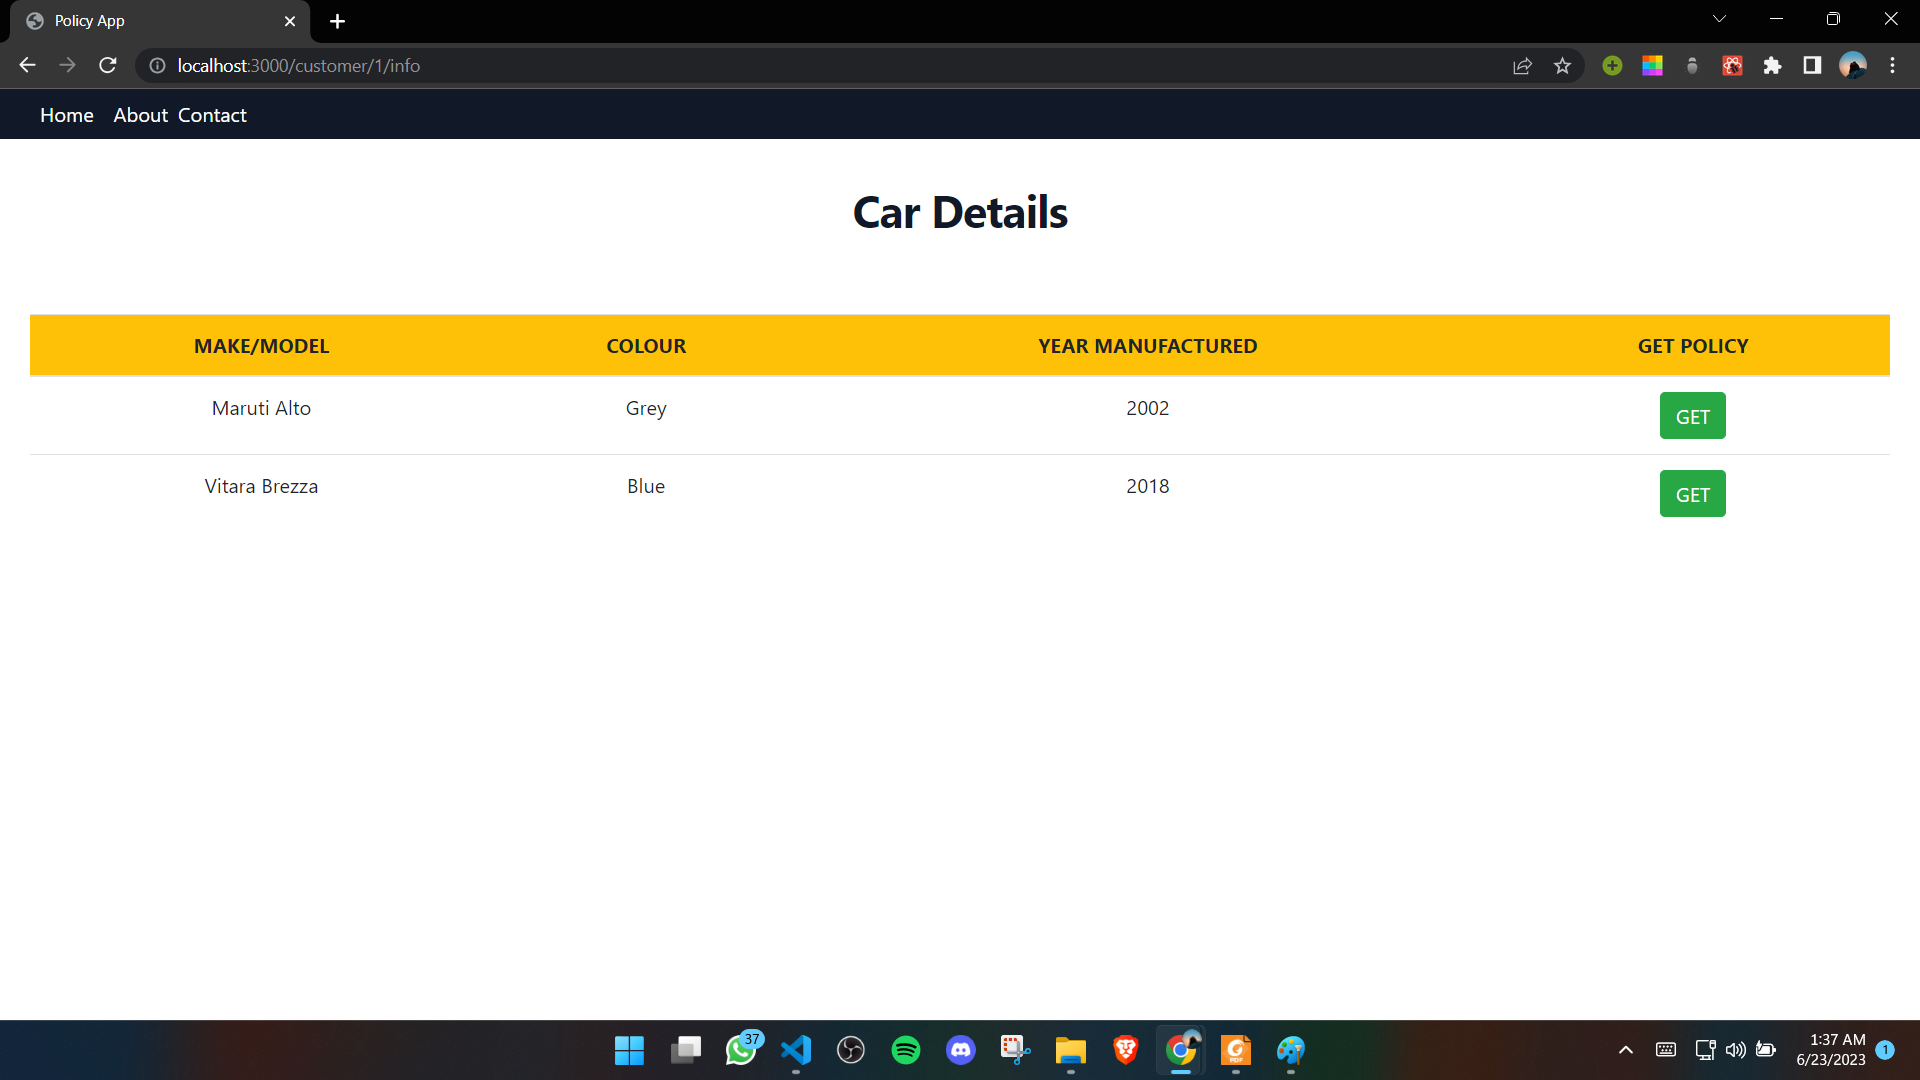 Policy App
localhost:3000/customer/1/info
Home About Contact
Car Details
MAKE/MODEL COLOUR YEAR MANUFACTURED GET POLICY
Maruti Alto Grey 2002 GET
Vitara Brezza Blue 2018 GET
37
PDF
1:37 AM
6/23/2023
1